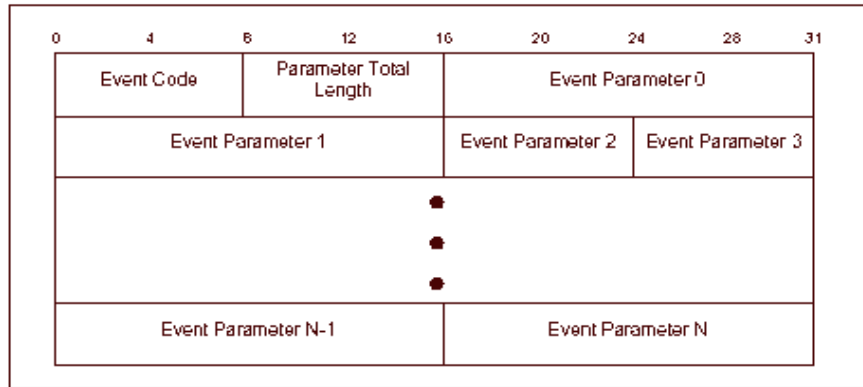 0 4 8 12 16 20 24 28 31
Event Code
Parameter Total
Length
Event Parameter 0
Event Parameter 1
Event Parameter 2
Event Parameter 3
Event Parameter N-1
Event Parameter N